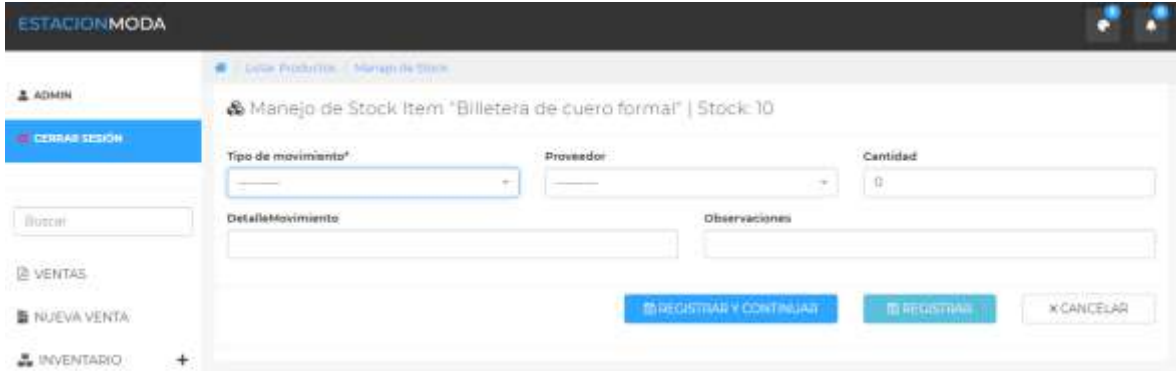 ESTACIONMODA
Listar Productos / Manejo de Stock
ADMIN
Manejo de Stock Item "Billetera de cuero formal" | Stock: 10
CERRAR SESIÓN
Tipo de movimiento* Proveedor Cantidad
--------- --------- 0
Buscar
DetalleMovimiento Observaciones
VENTAS
REGISTRAR Y CONTINUAR REGISTRAR × CANCELAR
NUEVA VENTA
INVENTARIO +